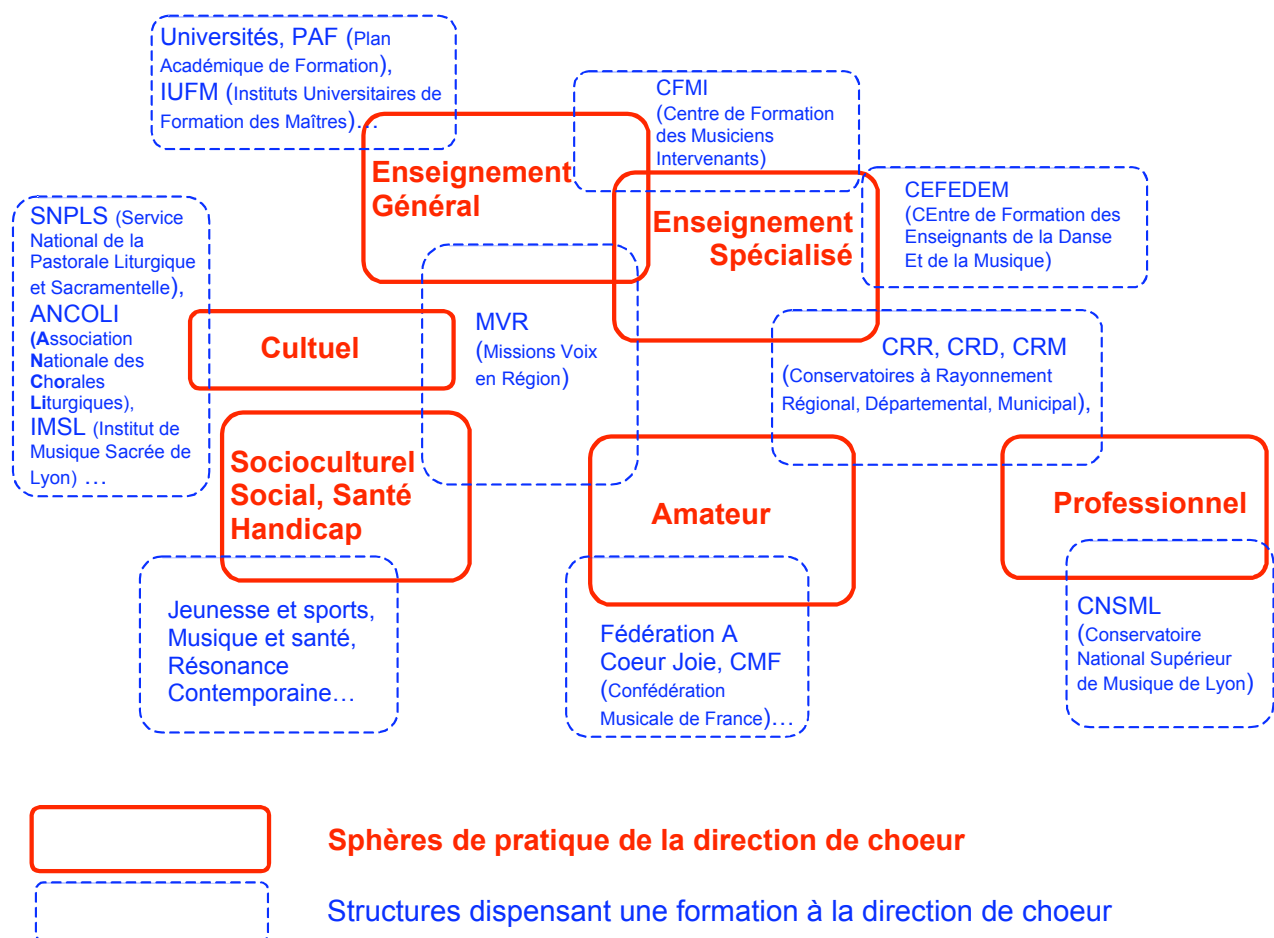 Universités, PAF (Plan
Académique de Formation),
IUFM (Instituts Universitaires de
Formation des Maîtres)…
CFMI
(Centre de Formation
des Musiciens
Intervenants)
Enseignement
Général
CEFEDEM
(CEntre de Formation des
Enseignants de la Danse
Et de la Musique)
Enseignement
Spécialisé
SNPLS (Service
National de la
Pastorale Liturgique
et Sacramentelle),
ANCOLI
(Association
Nationale des
Chorales
Liturgiques),
IMSL (Institut de
Musique Sacrée de
Lyon) …
Cultuel
MVR
(Missions Voix
en Région)
CRR, CRD, CRM
(Conservatoires à Rayonnement
Régional, Départemental, Municipal),
Socioculturel
Social, Santé
Handicap
Amateur
Professionnel
Jeunesse et sports,
Musique et santé,
Résonance
Contemporaine…
Fédération A
Coeur Joie, CMF
(Confédération
Musicale de France)…
CNSML
(Conservatoire
National Supérieur
de Musique de Lyon)
Sphères de pratique de la direction de choeur
Structures dispensant une formation à la direction de choeur